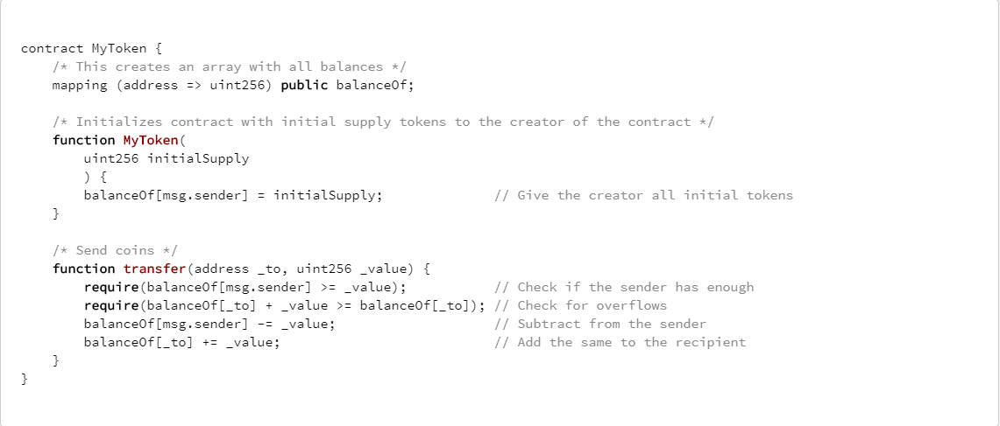 contract MyToken {
    /* This creates an array with all balances */
    mapping (address => uint256) public balanceOf;

    /* Initializes contract with initial supply tokens to the creator of the contract */
    function MyToken(
        uint256 initialSupply
        ) {
        balanceOf[msg.sender] = initialSupply;              // Give the creator all initial tokens
    }

    /* Send coins */
    function transfer(address _to, uint256 _value) {
        require(balanceOf[msg.sender] >= _value);           // Check if the sender has enough
        require(balanceOf[_to] + _value >= balanceOf[_to]); // Check for overflows
        balanceOf[msg.sender] -= _value;                    // Subtract from the sender
        balanceOf[_to] += _value;                           // Add the same to the recipient
    }
}